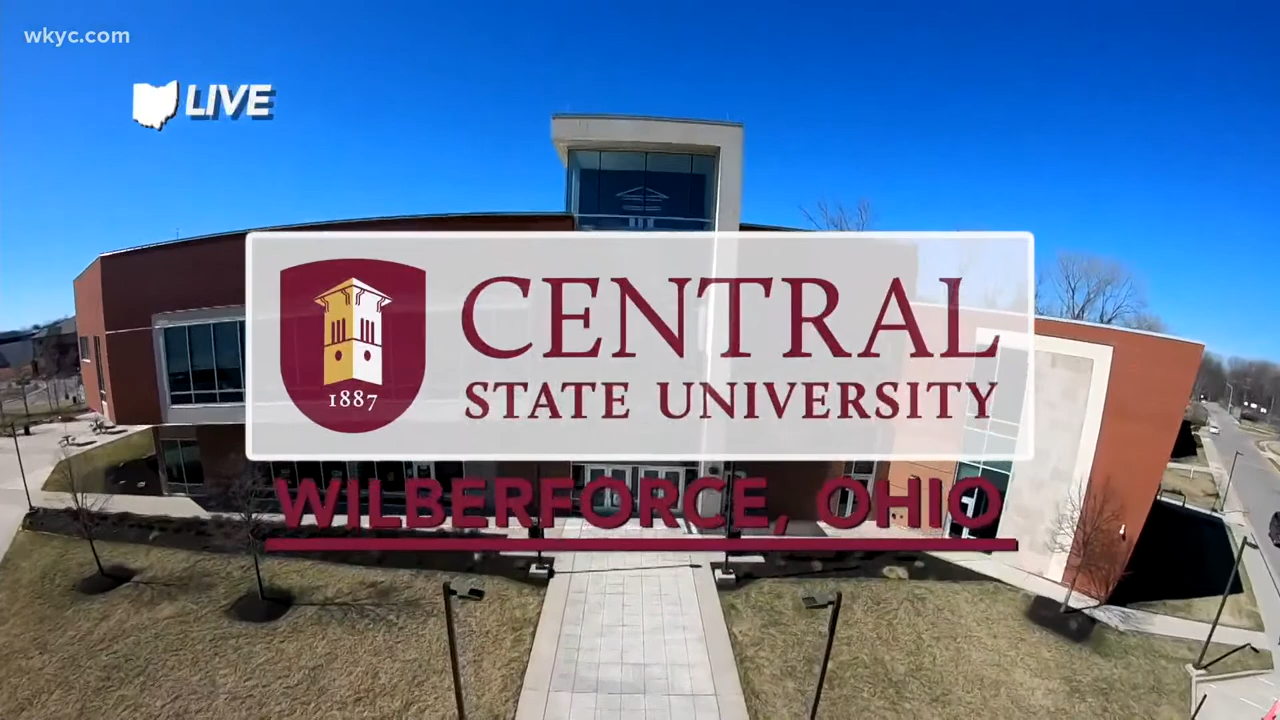 wkyc.com
LIVE
CENTRAL
STATE UNIVERSITY
1887
WILBERFORCE, OHIO